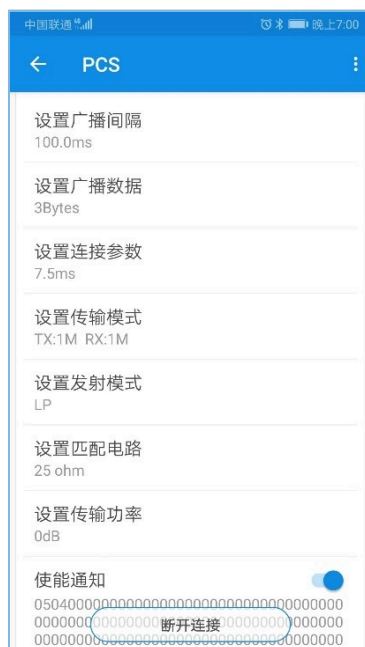 中国联通 4G 晚上7:00
PCS
设置广播间隔
100.0ms
设置广播数据
3Bytes
设置连接参数
7.5ms
设置传输模式
TX:1M RX:1M
设置发射模式
LP
设置匹配电路
25 ohm
设置传输功率
0dB
使能通知
断开连接